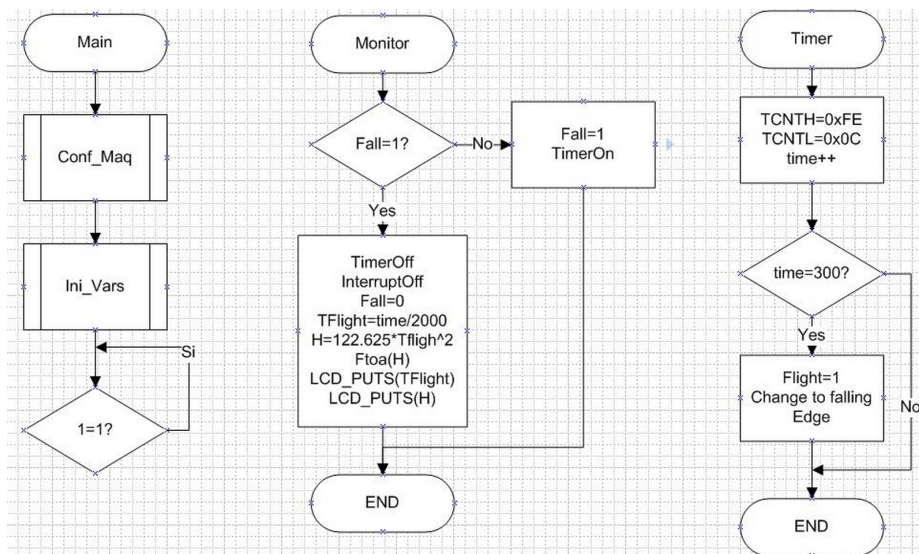 Main
Conf_Maq
Ini_Vars
Si
1=1?
Monitor
Fall=1?
No
Fall=1
TimerOn
Yes
TimerOff
InterruptOff
Fall=0
TFlight=time/2000
H=122.625*Tfligh^2
Ftoa(H)
LCD_PUTS(TFlight)
LCD_PUTS(H)
END
Timer
TCNTH=0xFE
TCNTL=0x0C
time++
time=300?
Yes
Flight=1
Change to falling
Edge
No
END